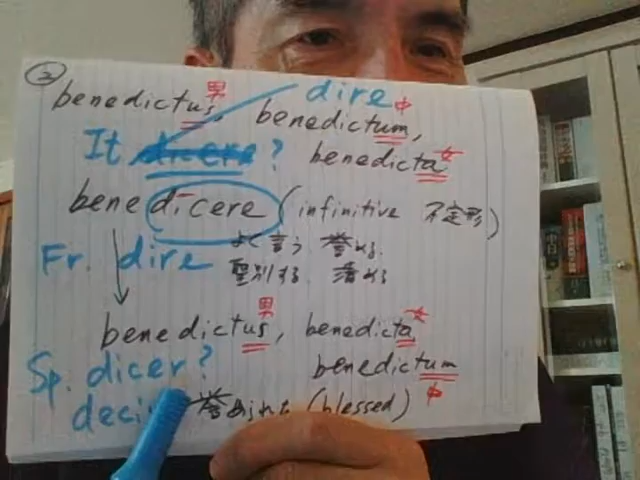 ②
男 dire 中
benedictus, benedictum,
It dicere ? benedicta 女
benedicere (infinitive 不定形)
Fr. dire よく言う 誉める
聖別する 清める
男 女
benedictus, benedicta
Sp. dicer? benedictum 中
deci 誉められた (blessed)